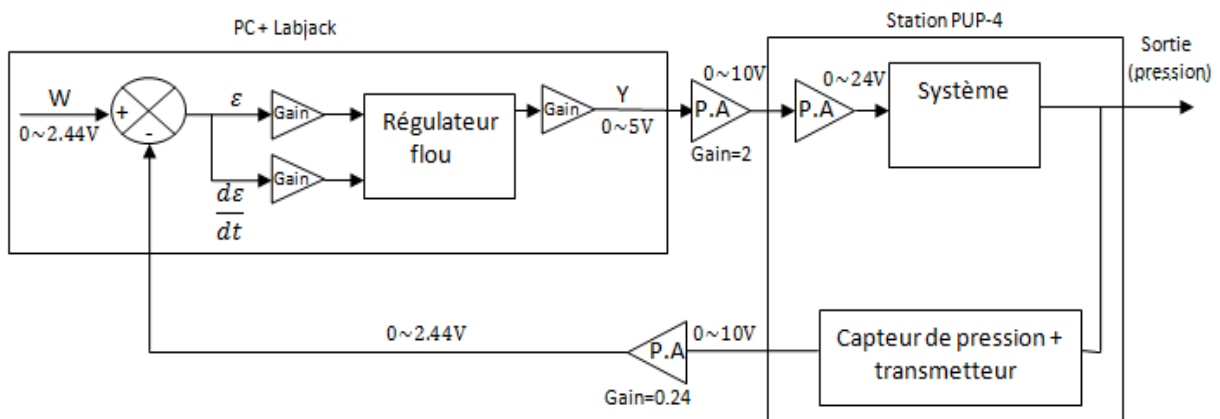 Station PUP-4
PC + Labjack
Sortie
(pression)
W
0~2.44V
+
-
ε
dε
dt
Gain
Gain
Régulateur
flou
Gain
Y
0~5V
0~10V
P.A
Gain=2
0~24V
P.A
Système
0~2.44V
P.A
Gain=0.24
0~10V
Capteur de pression +
transmetteur